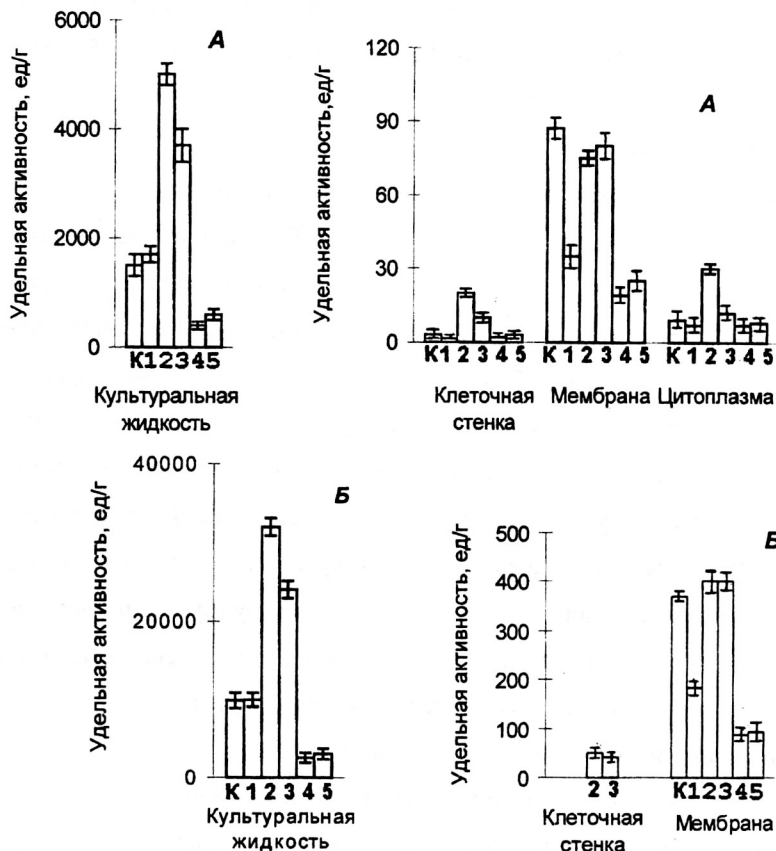 Удельная активность, ед/г
6000
4000
2000
0
А
К12345
Культуральная
жидкость
Удельная активность,ед/г
120
90
60
30
0
А
К1 2 3 4 5
К 1 2 3 4 5
К 1 2 3 4 5
Клеточная
стенка
Мембрана
Цитоплазма
Удельная активность, ед/г
40000
20000
0
Б
К 1 2 3 4 5
Культуральная
жидкость
Удельная активность, ед/г
500
400
300
200
100
0
Б
2 3
К12345
Клеточная
стенка
Мембрана